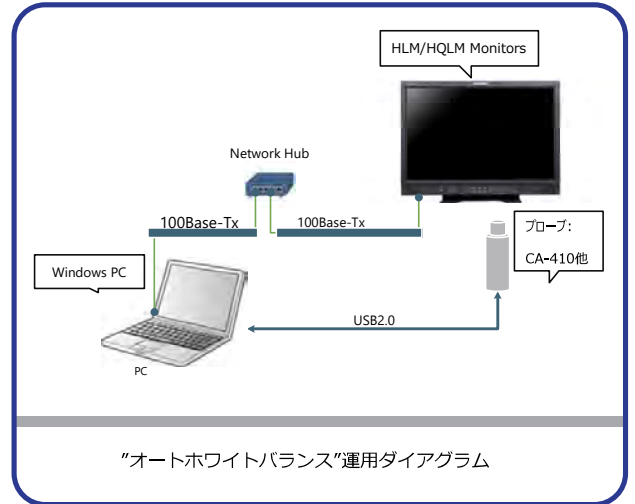 HLM/HQLM Monitors
Network Hub
100Base-Tx
100Base-Tx
プローブ:
CA-410他
Windows PC
USB2.0
PC
”オートホワイトバランス”運用ダイアグラム